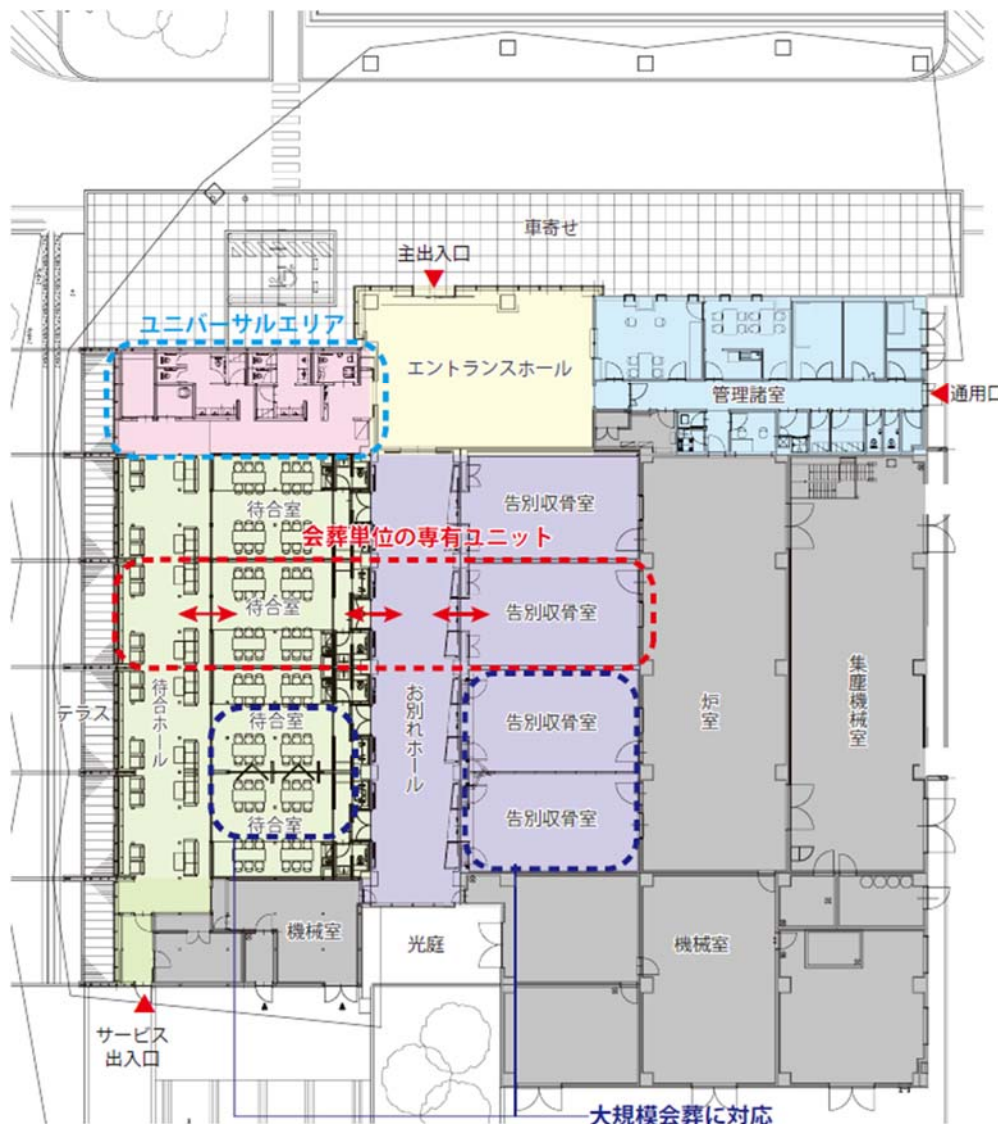 車寄せ
主出入口
ユニバーサルエリア
エントランスホール
管理諸室
通用口
待合室
告別収骨室
会葬単位の専有ユニット
待合室
告別収骨室
テラス
待合ホール
待合室
お別れホール
告別収骨室
炉室
集塵機械室
待合室
告別収骨室
機械室
光庭
機械室
サービス
出入口
大規模会葬に対応